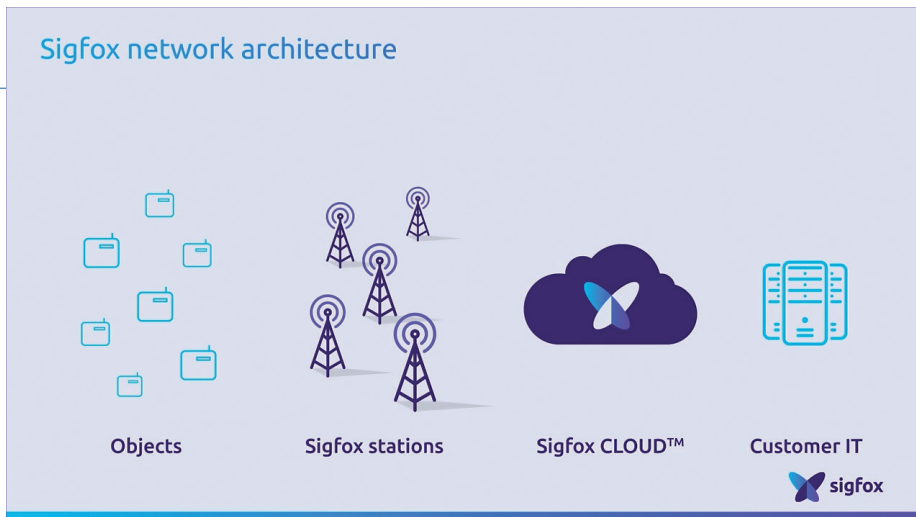 Sigfox network architecture
Objects
Sigfox stations
Sigfox CLOUD™
Customer IT
sigfox